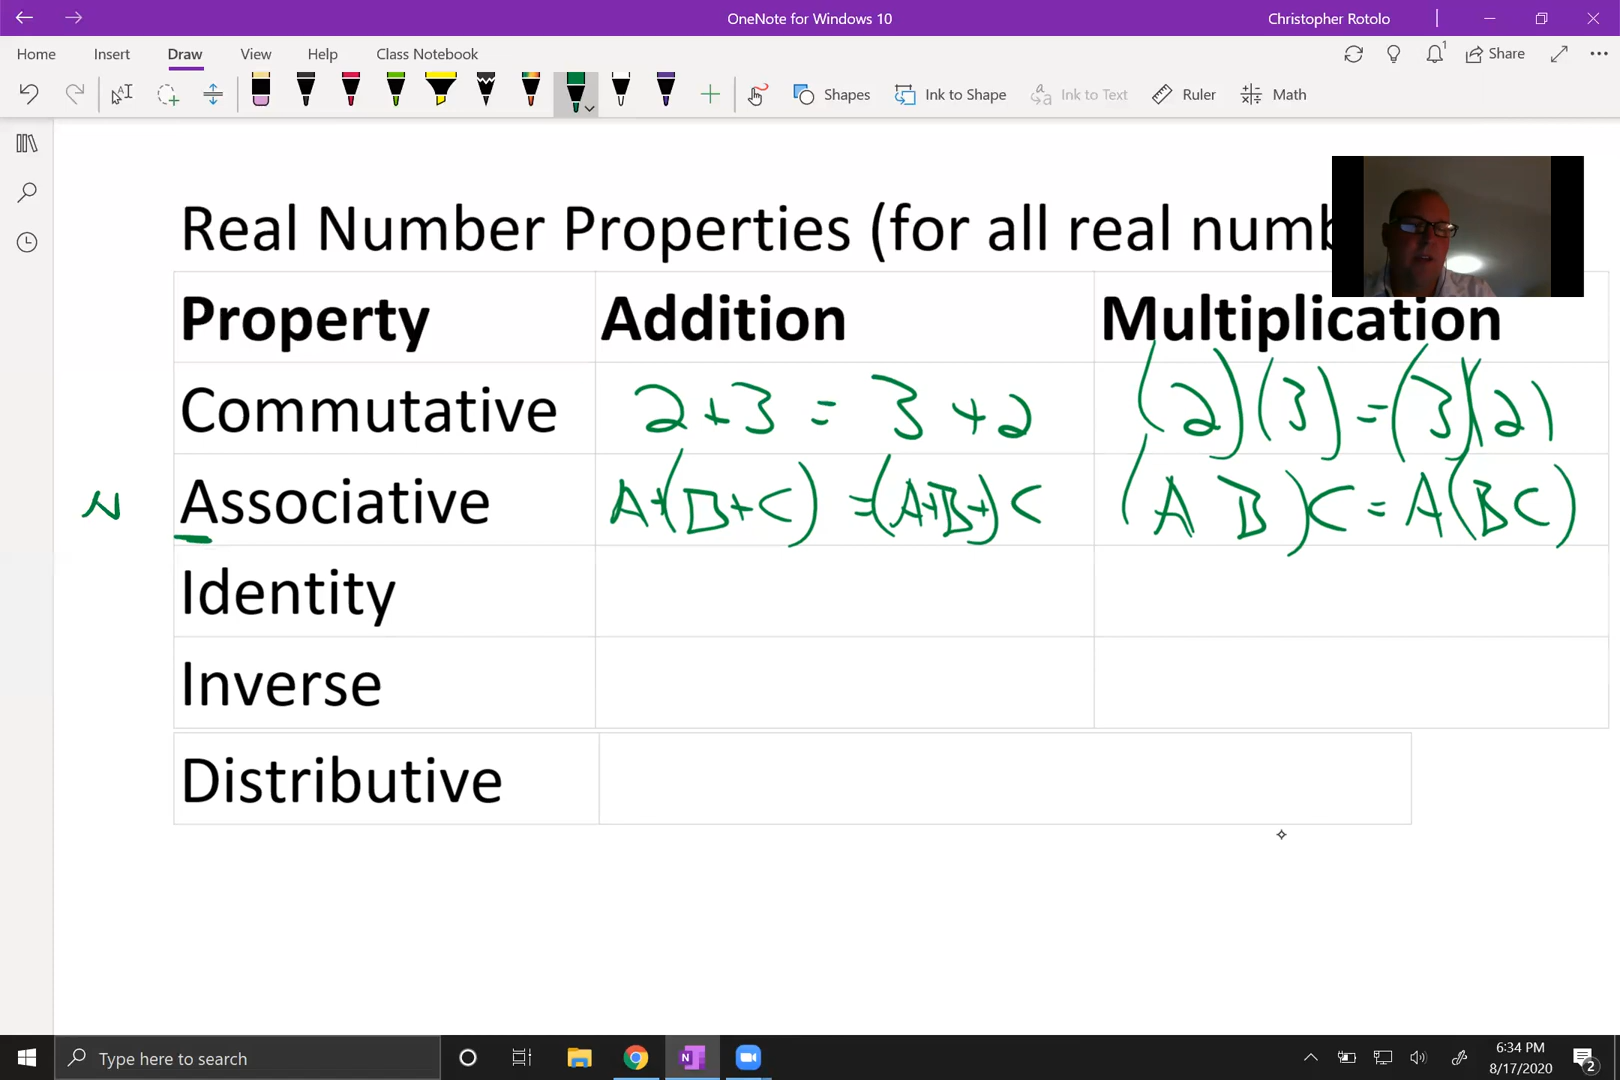 OneNote for Windows 10
Christopher Rotolo
Home Insert Draw View Help Class Notebook
1
Share
Shapes Ink to Shape Ink to Text Ruler Math
Real Number Properties (for all real numb
Property Addition Multiplication
Commutative 2+3 = 3+2 (2)(3)=(3)(2)
N Associative A+(B+C) =(A+B+)C (A B)C=A(BC)
Identity
Inverse
Distributive
Type here to search
6:34 PM
8/17/2020
2